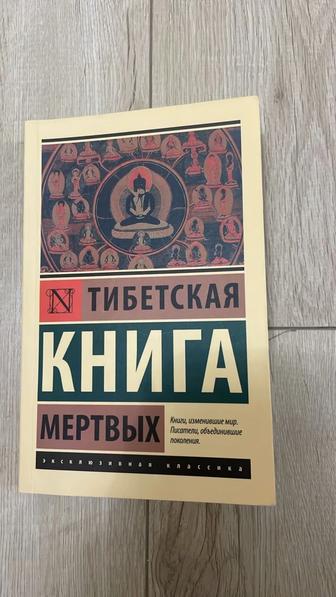 N
ТИБЕТСКАЯ
КНИГА
МЕРТВЫХ
Книги, изменившие мир.
Писатели, объединившие
поколения.
эксклюзивная классика